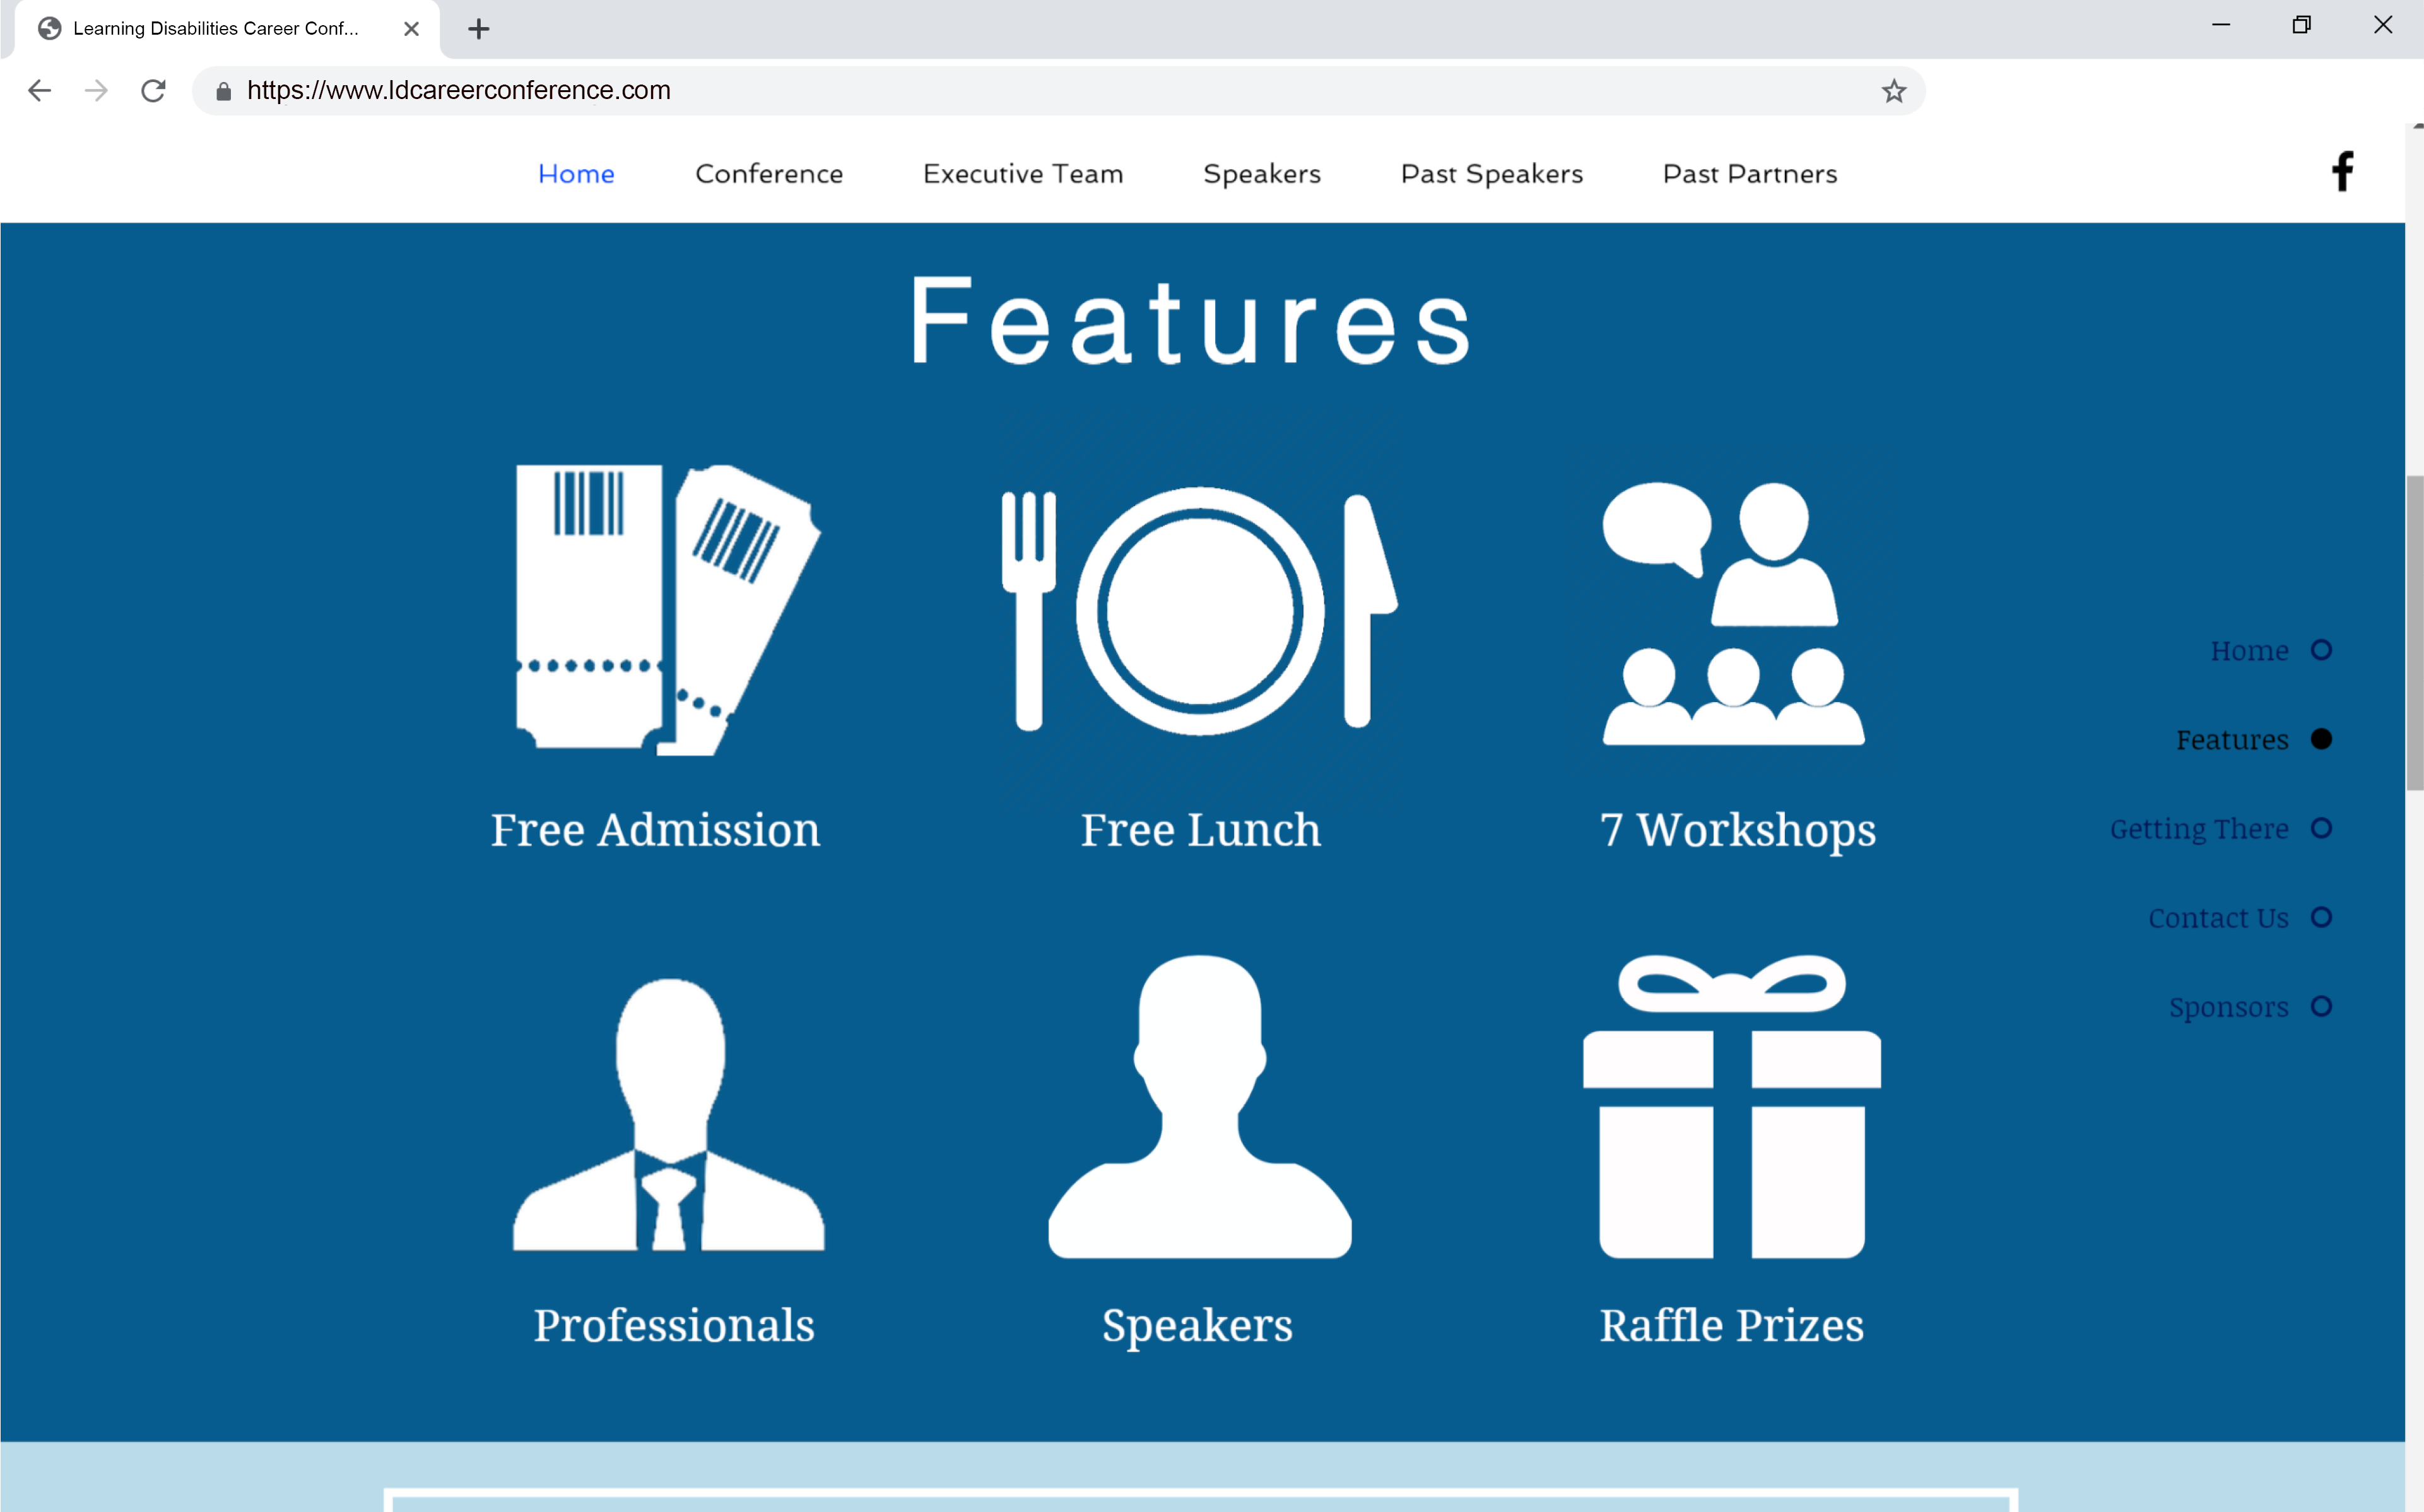 Learning Disabilities Career Conf...
https://www.ldcareerconference.com
Home Conference Executive Team Speakers Past Speakers Past Partners
Features
Free Admission Free Lunch 7 Workshops
Professionals Speakers Raffle Prizes
Home
Features
Getting There
Contact Us
Sponsors